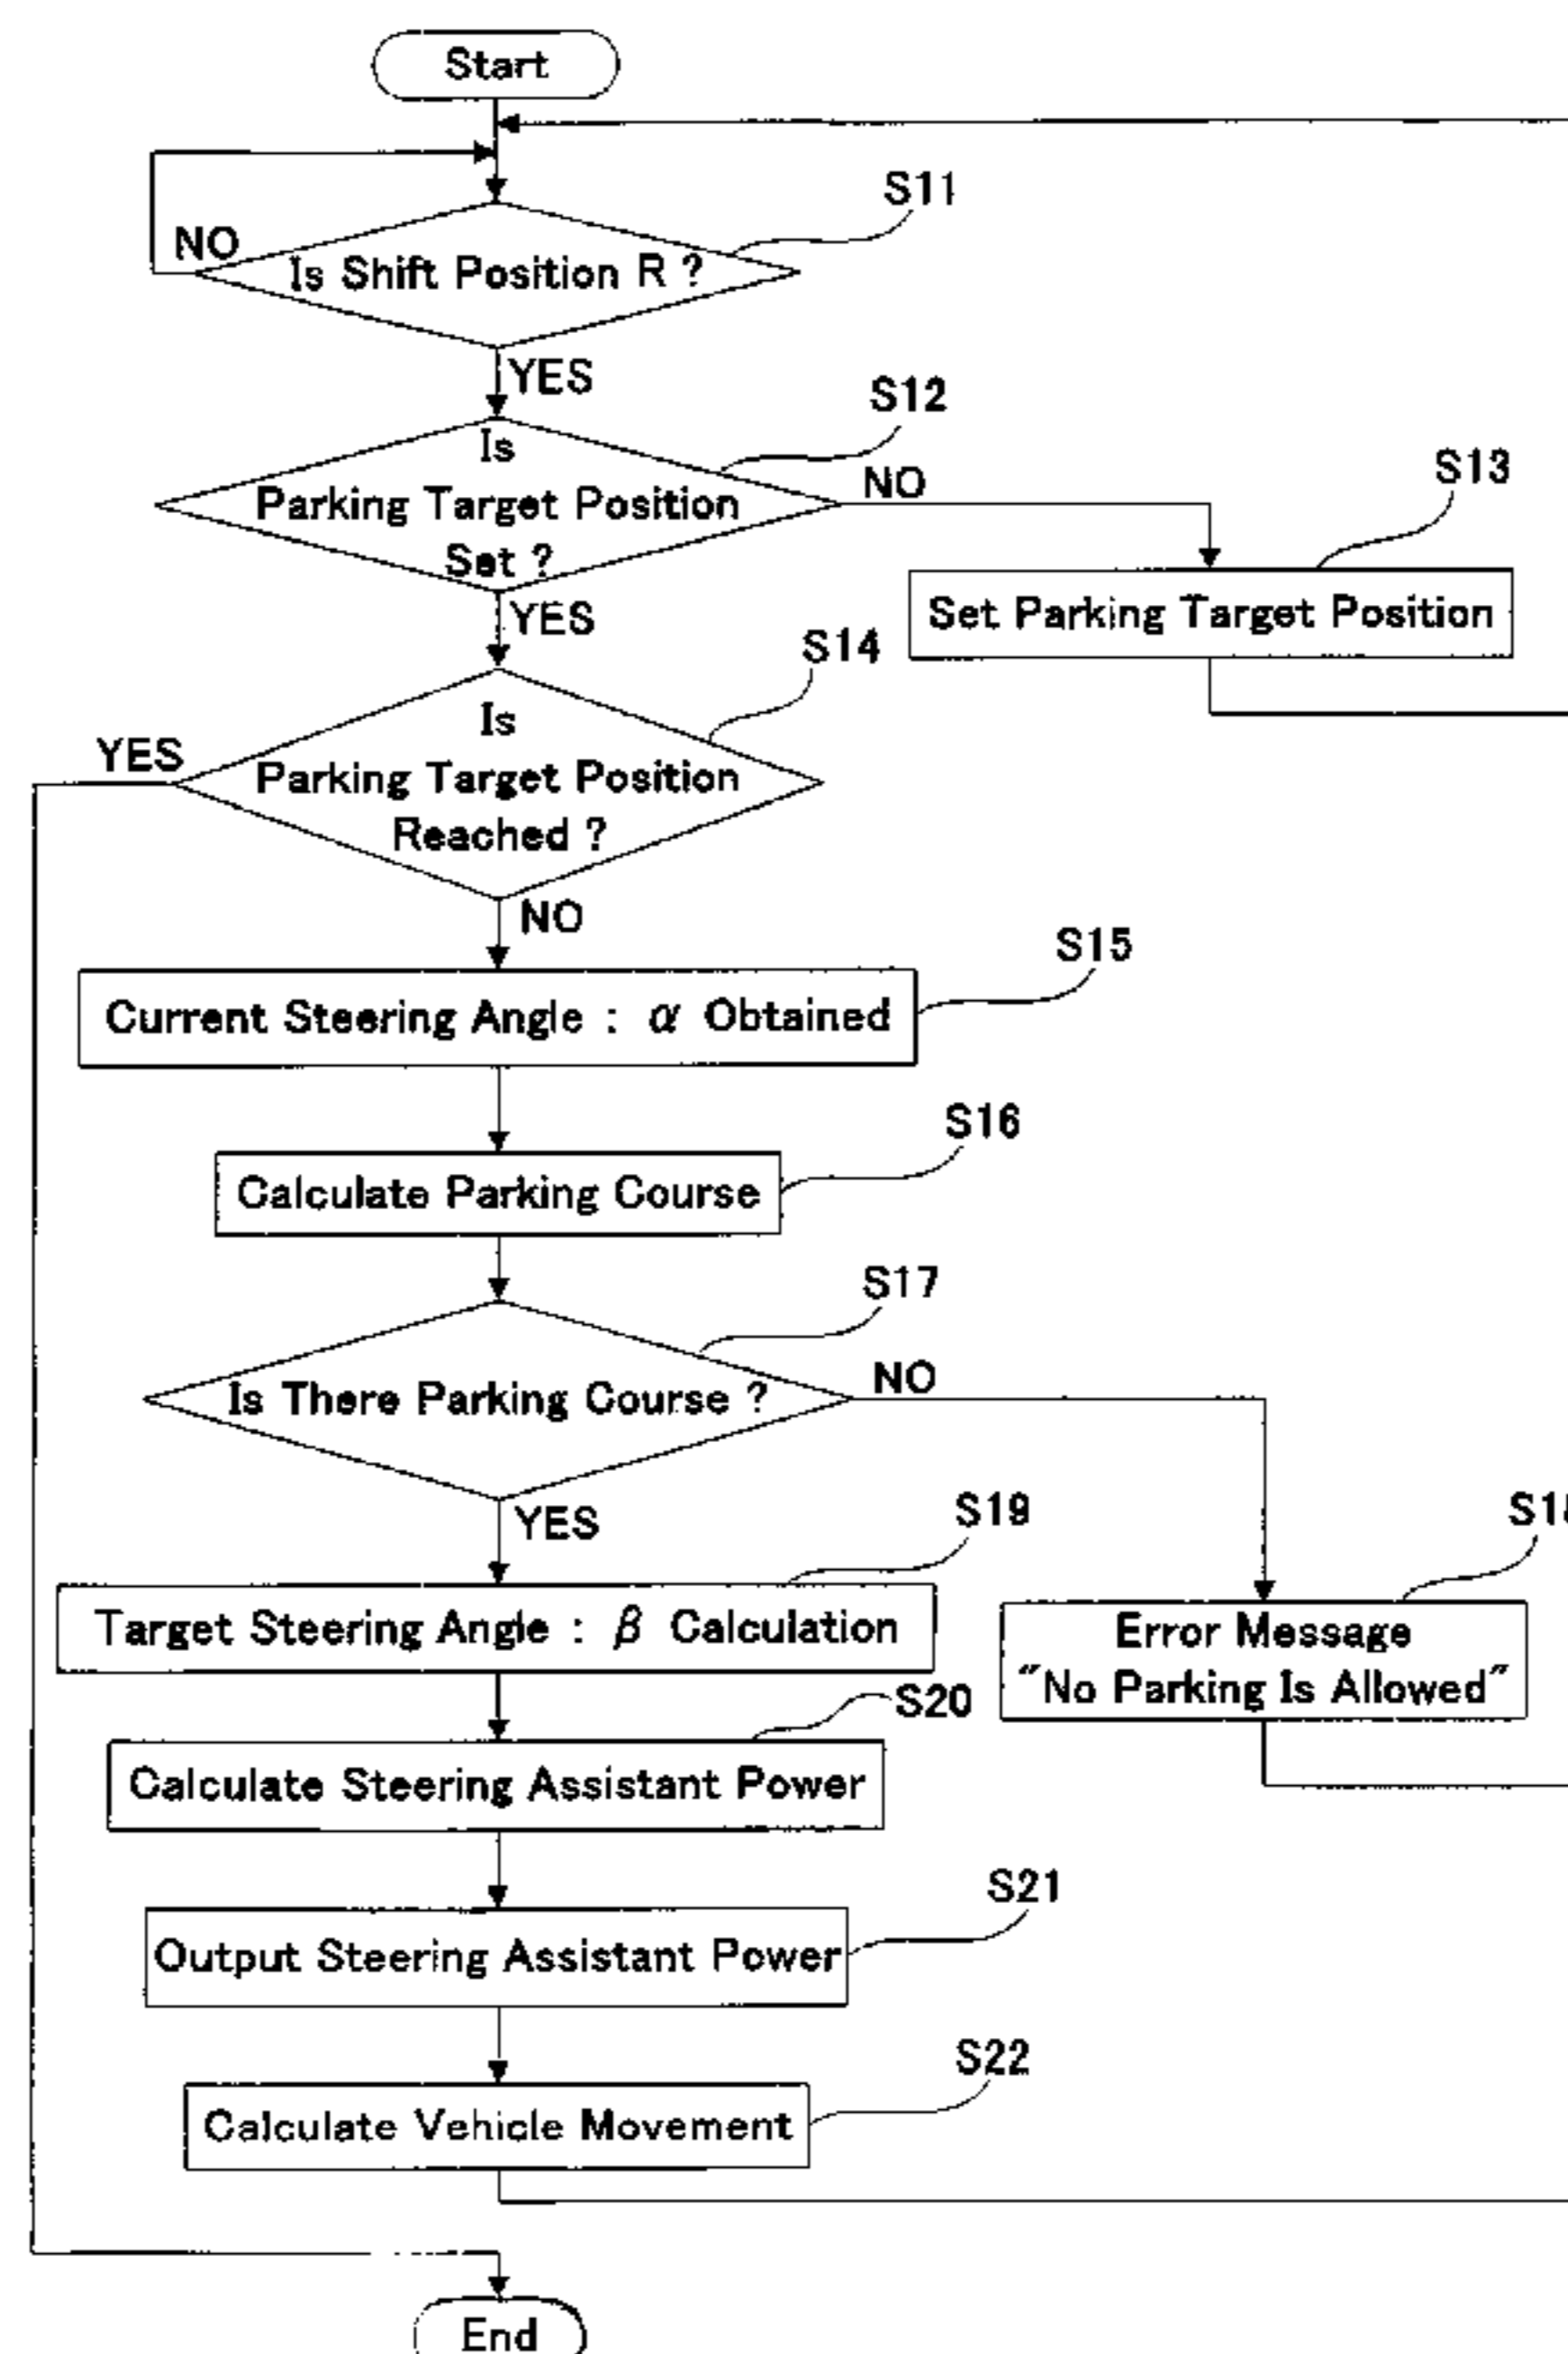 Start
S11
NO
Is Shift Position R ?
YES
S12
Is
Parking Target Position
Set ?
NO
S13
Set Parking Target Position
YES
S14
Is
Parking Target Position
Reached ?
YES
NO
S15
Current Steering Angle : α Obtained
S16
Calculate Parking Course
S17
Is There Parking Course ?
NO
YES
S19
Target Steering Angle : β Calculation
Error Message
"No Parking Is Allowed"
S20
Calculate Steering Assistant Power
S21
Output Steering Assistant Power
S22
Calculate Vehicle Movement
End